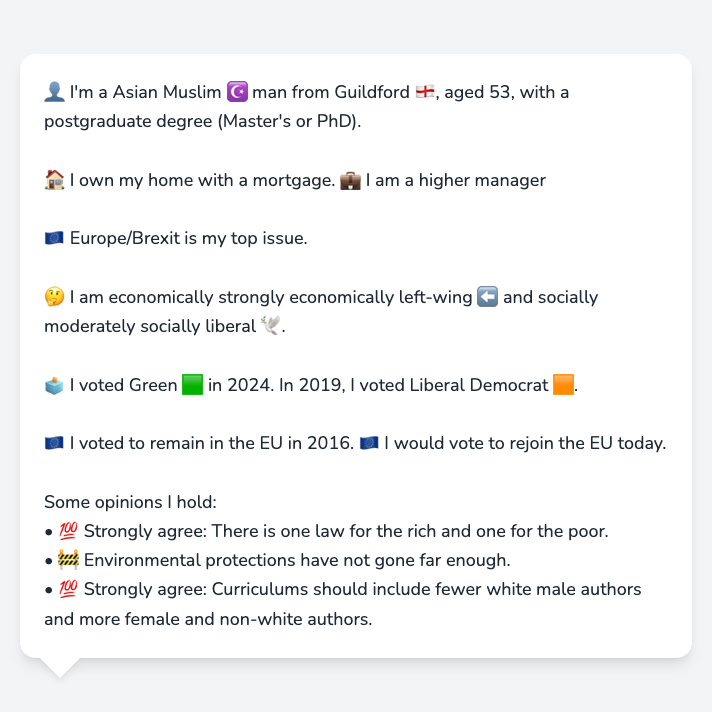 👤 I'm a Asian Muslim ☪️ man from Guildford 🏴󠁧󠁢󠁥󠁮󠁧󠁿, aged 53, with a
postgraduate degree (Master's or PhD).
🏠 I own my home with a mortgage. 💼 I am a higher manager
🇪🇺 Europe/Brexit is my top issue.
🤔 I am economically strongly economically left-wing ⬅️ and socially
moderately socially liberal 🕊️.
🗳️ I voted Green 🟩 in 2024. In 2019, I voted Liberal Democrat 🟧.
🇪🇺 I voted to remain in the EU in 2016. 🇪🇺 I would vote to rejoin the EU today.
Some opinions I hold:
• 💯 Strongly agree: There is one law for the rich and one for the poor.
• 🚧 Environmental protections have not gone far enough.
• 💯 Strongly agree: Curriculums should include fewer white male authors
and more female and non-white authors.